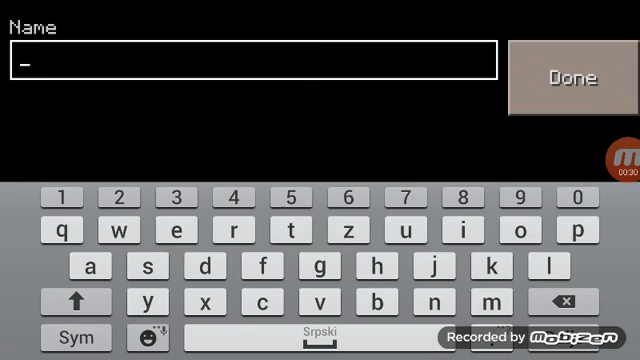 Name
_
Done
00:30
1 2 3 4 5 6 7 8 9 0
q w e r t z u i o p
a s d f g h j k l
y x c v b n m
Sym
Srpski
Recorded by mobizen